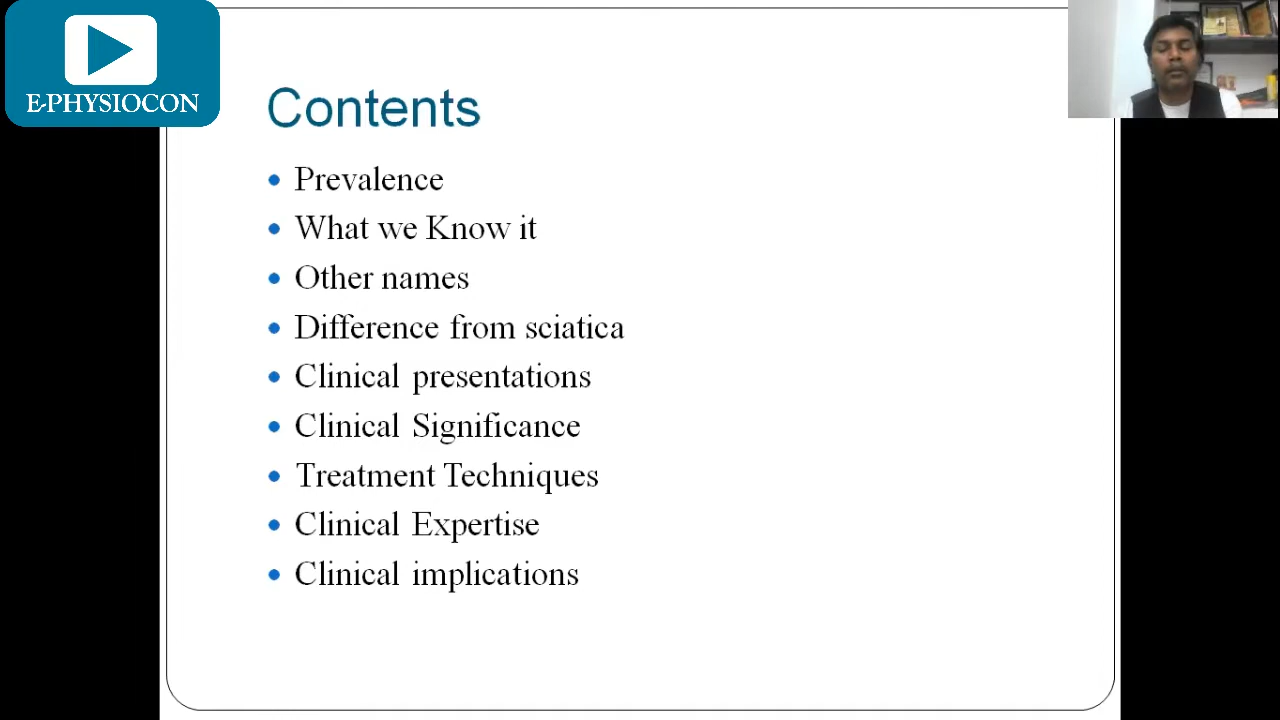 E-PHYSIOCON
Contents
Prevalence
What we Know it
Other names
Difference from sciatica
Clinical presentations
Clinical Significance
Treatment Techniques
Clinical Expertise
Clinical implications